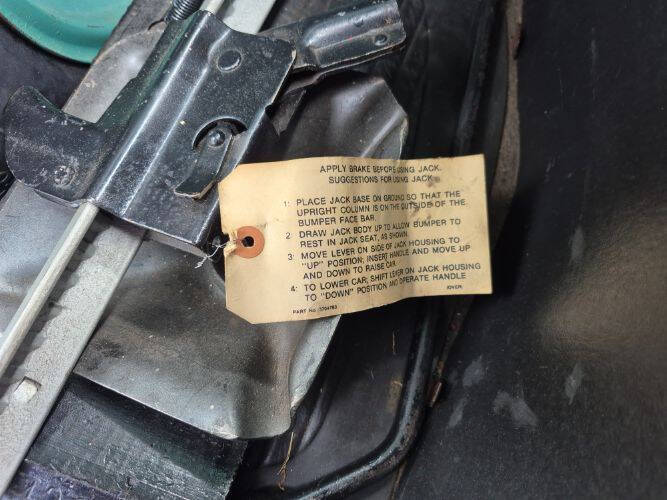 APPLY BRAKE BEFORE USING JACK.
SUGGESTIONS FOR USING JACK
1: PLACE JACK BASE ON GROUND SO THAT THE
UPRIGHT COLUMN IS ON THE OUTSIDE OF THE
BUMPER FACE BAR.
2: DRAW JACK BODY UP TO ALLOW BUMPER TO
REST IN JACK SEAT, AS SHOWN.
3: MOVE LEVER ON SIDE OF JACK HOUSING TO
"UP" POSITION; INSERT HANDLE AND MOVE UP
AND DOWN TO RAISE CAR.
4: TO LOWER CAR, SHIFT LEVER ON JACK HOUSING
TO "DOWN" POSITION AND OPERATE HANDLE
(OVER)
PART No.